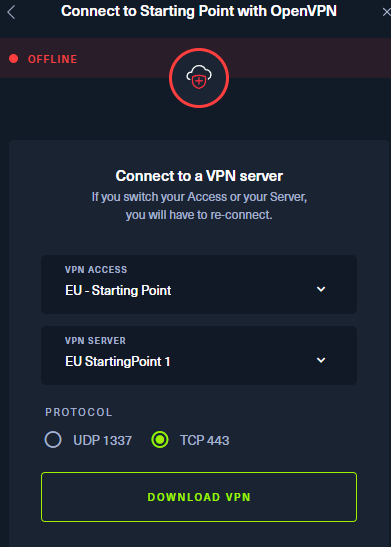 Connect to Starting Point with OpenVPN
OFFLINE
Connect to a VPN server
If you switch your Access or your Server,
you will have to re-connect.
VPN ACCESS
EU - Starting Point
VPN SERVER
EU StartingPoint 1
PROTOCOL
UDP 1337
TCP 443
DOWNLOAD VPN